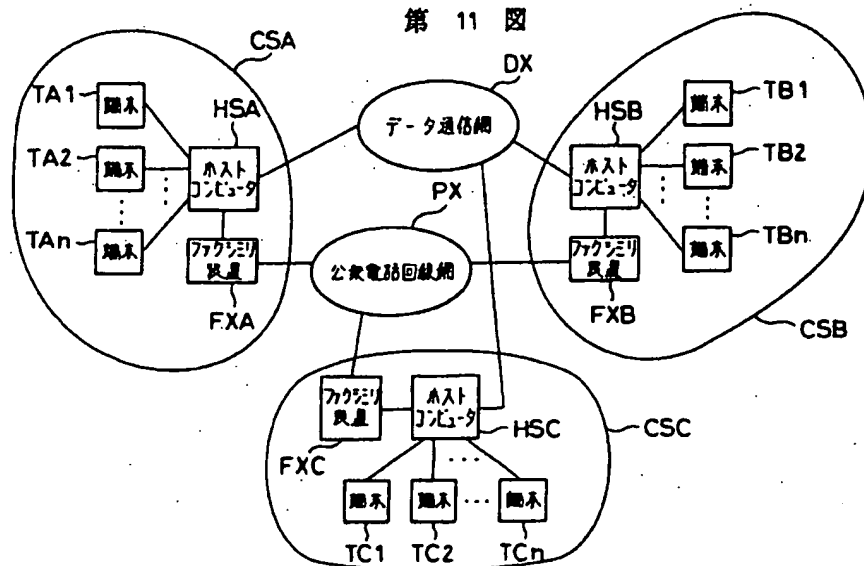 第 11 図
CSA
TA1
端末
HSA
TA2
端末
ホスト
コンピュータ
TAn
端末
ファクシミリ
装置
FXA
DX
データ通信網
PX
公衆電話回線網
HSB
ホスト
コンピュータ
端末
TB1
端末
TB2
端末
TBn
ファクシミリ
装置
FXB
CSB
ファクシミリ
装置
FXC
ホスト
コンピュータ
HSC
CSC
端末
端末
端末
TC1
TC2
TCn